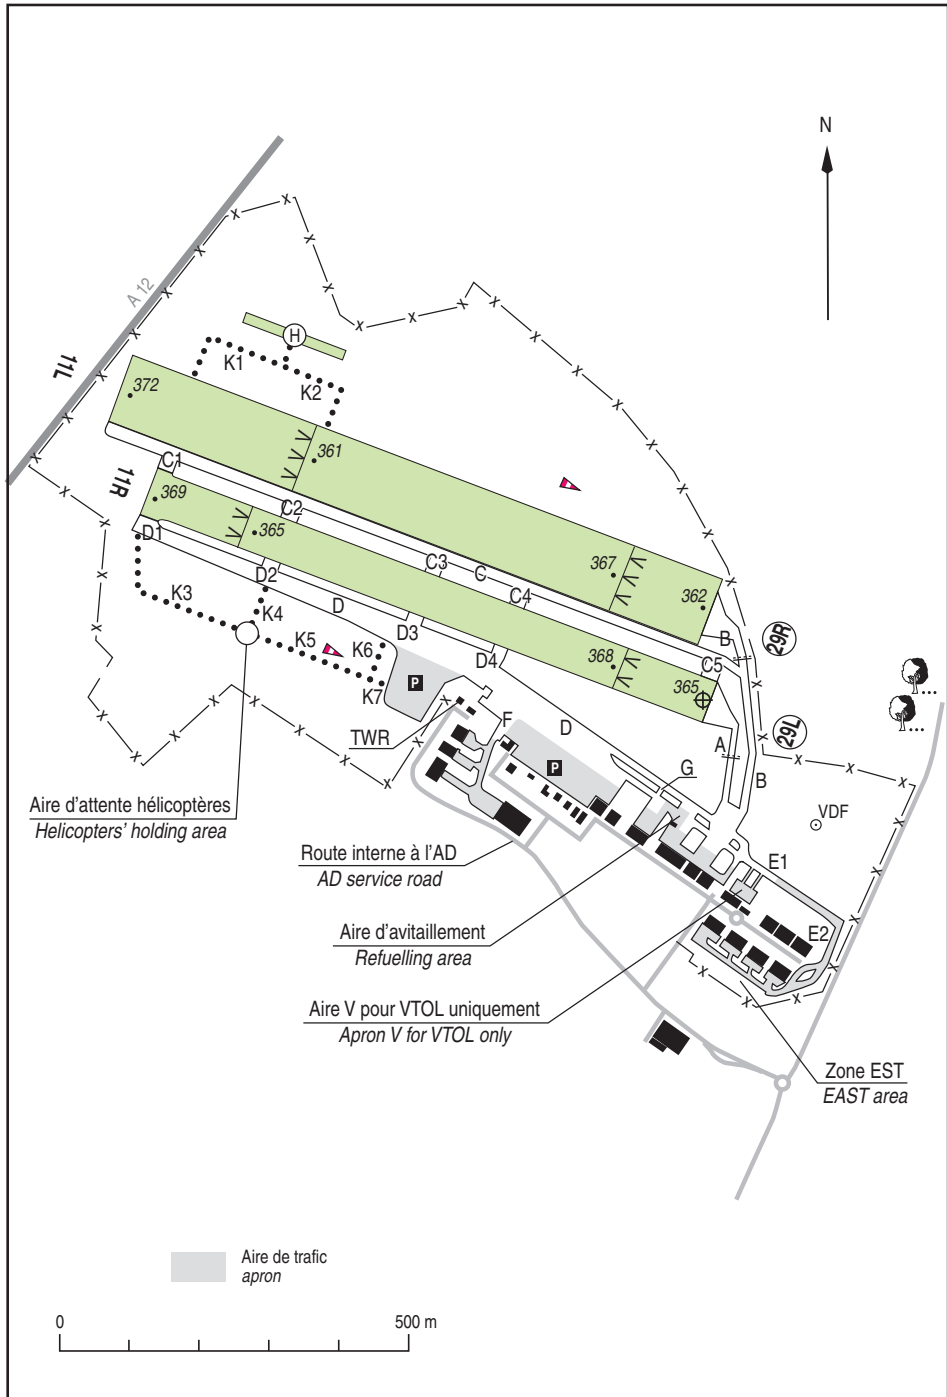 N
A 12
11L
H
K1
K2
372
361
C1
11R
369
C2
365
D1
C3
C
367
C4
362
D2
K3
K4
D
K5
K6
D3
B
29R
K7
P
D4
368
C5
365
TWR
F
D
A
29L
P
G
B
VDF
Aire d'attente hélicoptères
Helicopters' holding area
Route interne à l'AD
AD service road
E1
Aire d'avitaillement
Refuelling area
E2
Aire V pour VTOL uniquement
Apron V for VTOL only
Zone EST
EAST area
Aire de trafic
apron
0 500 m